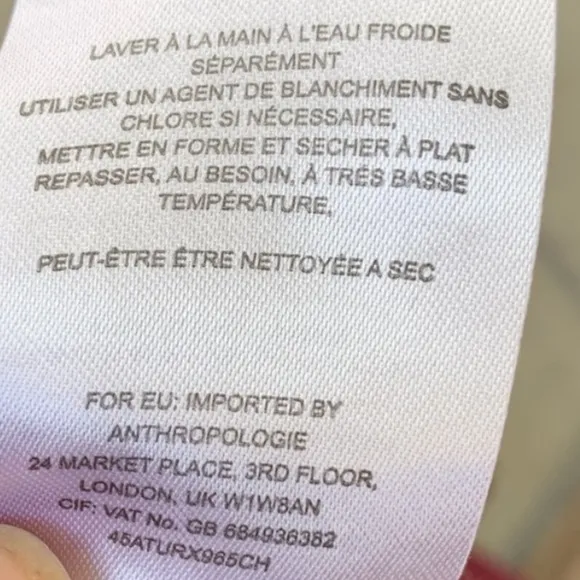 LAVER À LA MAIN À L'EAU FROIDE
SÉPARÉMENT
UTILISER UN AGENT DE BLANCHIMENT SANS
CHLORE SI NÉCESSAIRE,
METTRE EN FORME ET SECHER À PLAT
REPASSER, AU BESOIN, À TRÉS BASSE
TEMPÉRATURE,
PEUT-ÊTRE ÊTRE NETTOYÉE A SEC
FOR EU: IMPORTED BY
ANTHROPOLOGIE
24 MARKET PLACE, 3RD FLOOR,
LONDON, UK W1W8AN
CIF: VAT No. GB 684936382
45ATURX985CH